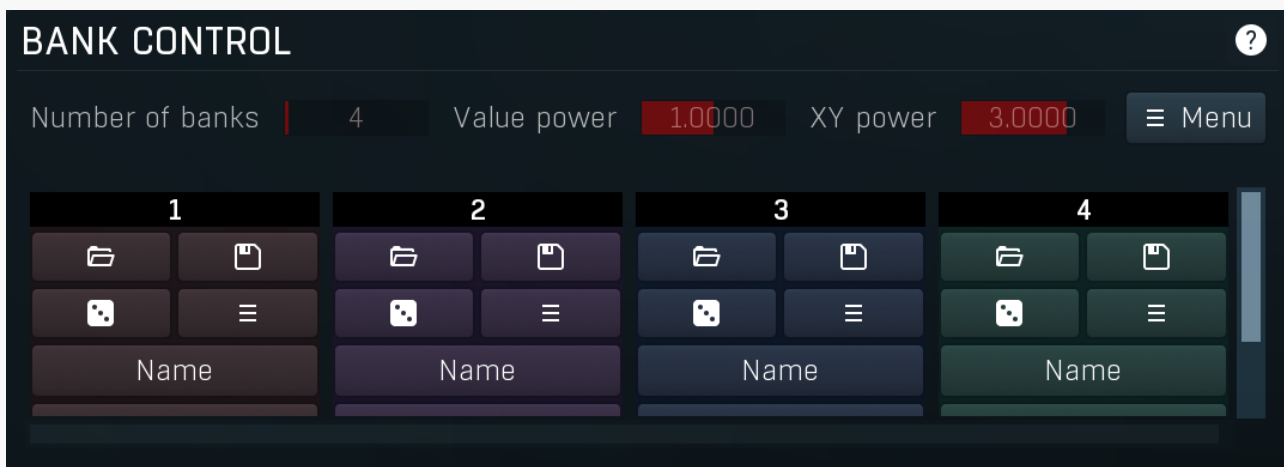 BANK CONTROL ?
Number of banks 4 Value power 1.0000 XY power 3.0000 Menu
1 2 3 4
Name Name Name Name